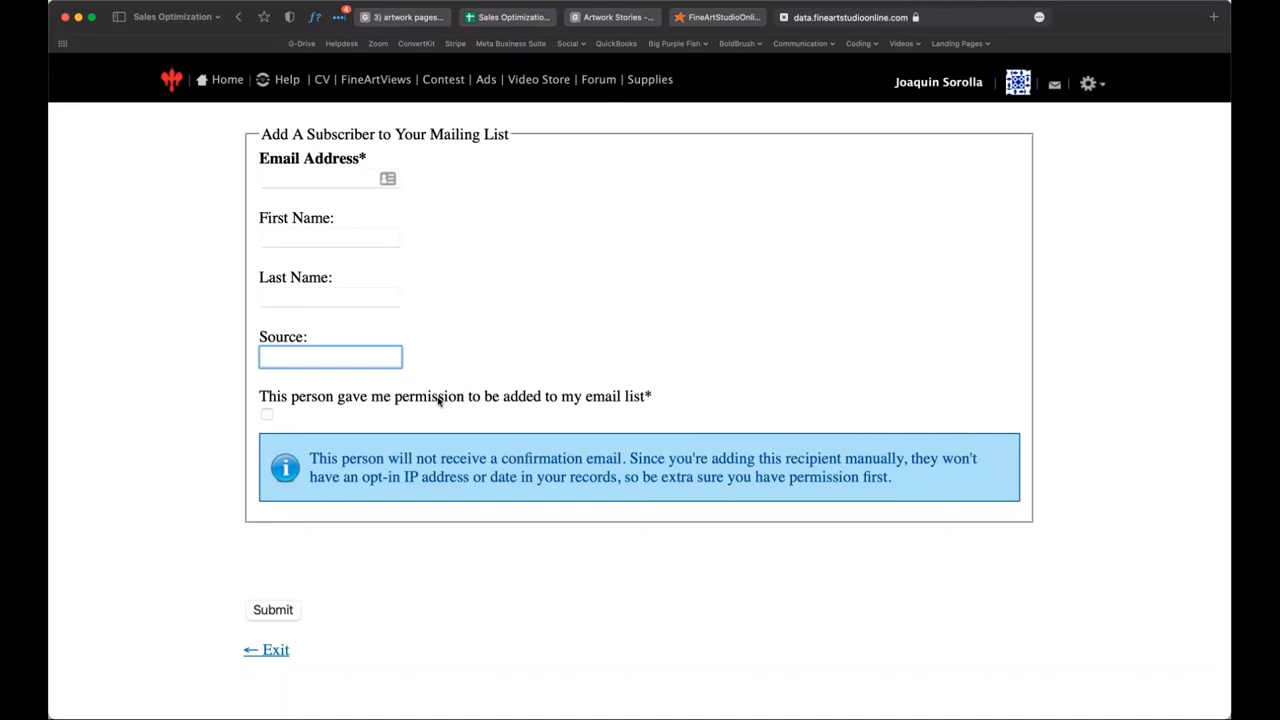 Sales Optimization
f?
4
3) artwork pages...
Sales Optimizatio...
Artwork Stories -...
FineArtStudioOnli...
data.fineartstudioonline.com
G-Drive Helpdesk Zoom ConvertKit Stripe Meta Business Suite Social QuickBooks Big Purple Fish BoldBrush Communication Coding Videos Landing Pages
Home | Help | CV | FineArtViews | Contest | Ads | Video Store | Forum | Supplies
Joaquin Sorolla
Add A Subscriber to Your Mailing List
Email Address*
First Name:
Last Name:
Source:
This person gave me permission to be added to my email list*
This person will not receive a confirmation email. Since you're adding this recipient manually, they won't
have an opt-in IP address or date in your records, so be extra sure you have permission first.
Submit
← Exit